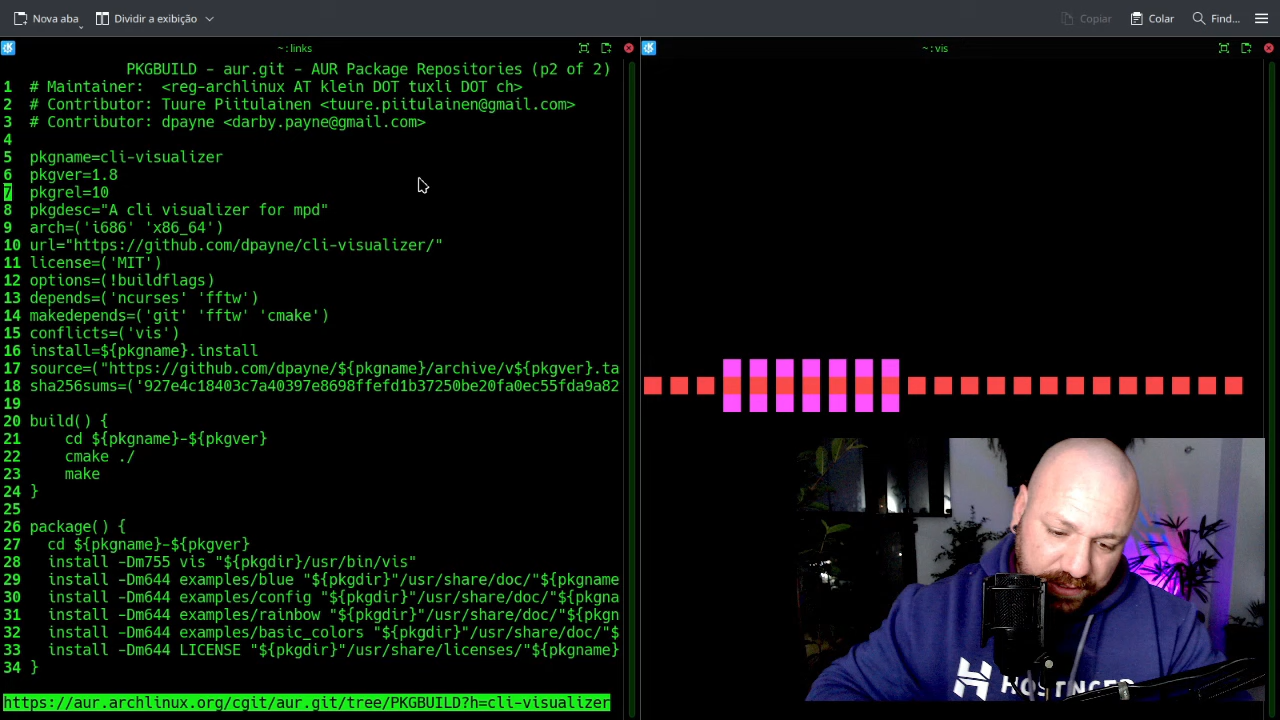 Nova aba
Dividir a exibição
Copiar
Colar
Find...
~ : links
~ : vis
PKGBUILD - aur.git - AUR Package Repositories (p2 of 2)
1 # Maintainer:  <reg-archlinux AT klein DOT tuxli DOT ch>
2 # Contributor: Tuure Piitulainen <tuure.piitulainen@gmail.com>
3 # Contributor: dpayne <darby.payne@gmail.com>
4
5 pkgname=cli-visualizer
6 pkgver=1.8
7 pkgrel=10
8 pkgdesc="A cli visualizer for mpd"
9 arch=('i686' 'x86_64')
10 url="https://github.com/dpayne/cli-visualizer/"
11 license=('MIT')
12 options=(!buildflags)
13 depends=('ncurses' 'fftw')
14 makedepends=('git' 'fftw' 'cmake')
15 conflicts=('vis')
16 install=${pkgname}.install
17 source=("https://github.com/dpayne/${pkgname}/archive/v${pkgver}.ta
18 sha256sums=('927e4c18403c7a40397e8698ffefd1b37250be20fa0ec55fda9a82
19
20 build() {
21     cd ${pkgname}-${pkgver}
22     cmake ./
23     make
24 }
25
26 package() {
27   cd ${pkgname}-${pkgver}
28   install -Dm755 vis "${pkgdir}/usr/bin/vis"
29   install -Dm644 examples/blue "${pkgdir}"/usr/share/doc/"${pkgname
30   install -Dm644 examples/config "${pkgdir}"/usr/share/doc/"${pkgna
31   install -Dm644 examples/rainbow "${pkgdir}"/usr/share/doc/"${pkgn
32   install -Dm644 examples/basic_colors "${pkgdir}"/usr/share/doc/"$
33   install -Dm644 LICENSE "${pkgdir}"/usr/share/licenses/"${pkgname}
34 }
https://aur.archlinux.org/cgit/aur.git/tree/PKGBUILD?h=cli-visualizer
HOSTINGER